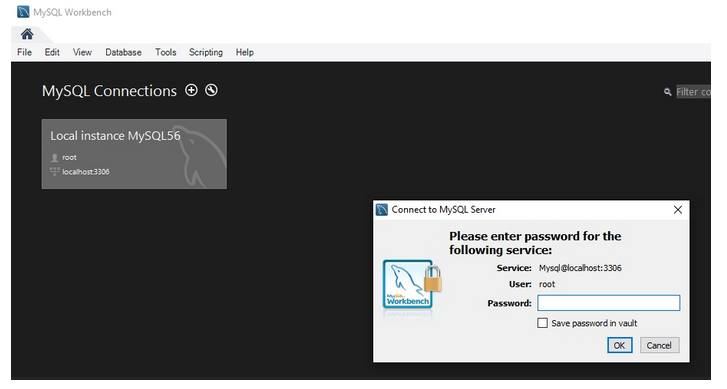 MySQL Workbench
File Edit View Database Tools Scripting Help
MySQL Connections
Filter co
Local instance MySQL56
root
localhost:3306
Connect to MySQL Server
Please enter password for the
following service:
Service: Mysql@localhost:3306
User: root
Password:
MySQL
Workbench
Save password in vault
OK Cancel